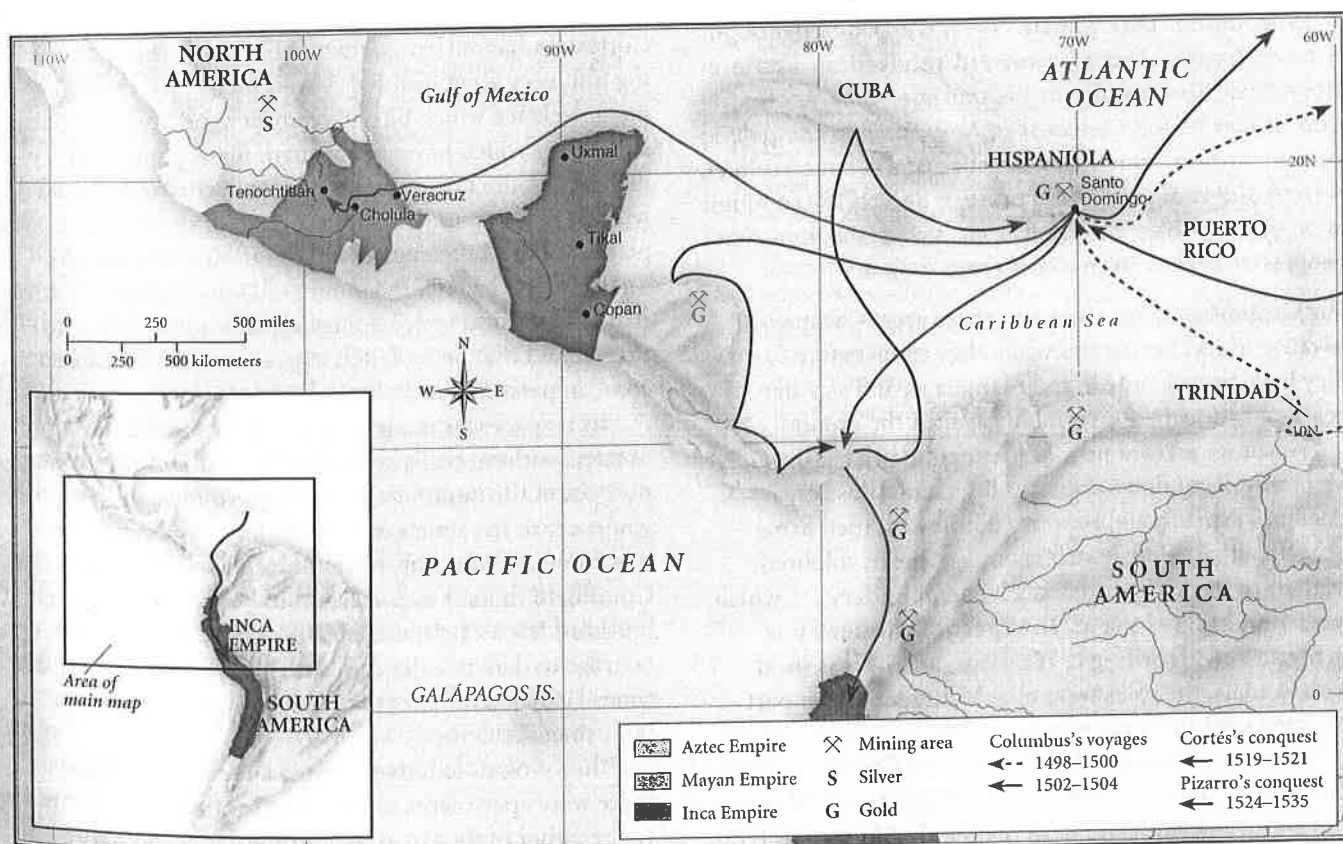 110W
100W
90W
80W
70W
60W
NORTH
AMERICA
S
Gulf of Mexico
CUBA
ATLANTIC
OCEAN
HISPANIOLA
20N
G
Santo
Domingo
PUERTO
RICO
Uxmal
Tenochtitlán
Veracruz
Cholula
Tikal
Copan
G
Caribbean Sea
0 250 500 miles
0 250 500 kilometers
N
W E
S
TRINIDAD
10N
G
G
G
PACIFIC OCEAN
SOUTH
AMERICA
INCA
EMPIRE
Area of
main map
SOUTH
AMERICA
GALÁPAGOS IS.
0
Aztec Empire
Mayan Empire
Inca Empire
Mining area
S Silver
G Gold
Columbus's voyages
1498–1500
1502–1504
Cortés's conquest
1519–1521
Pizarro's conquest
1524–1535